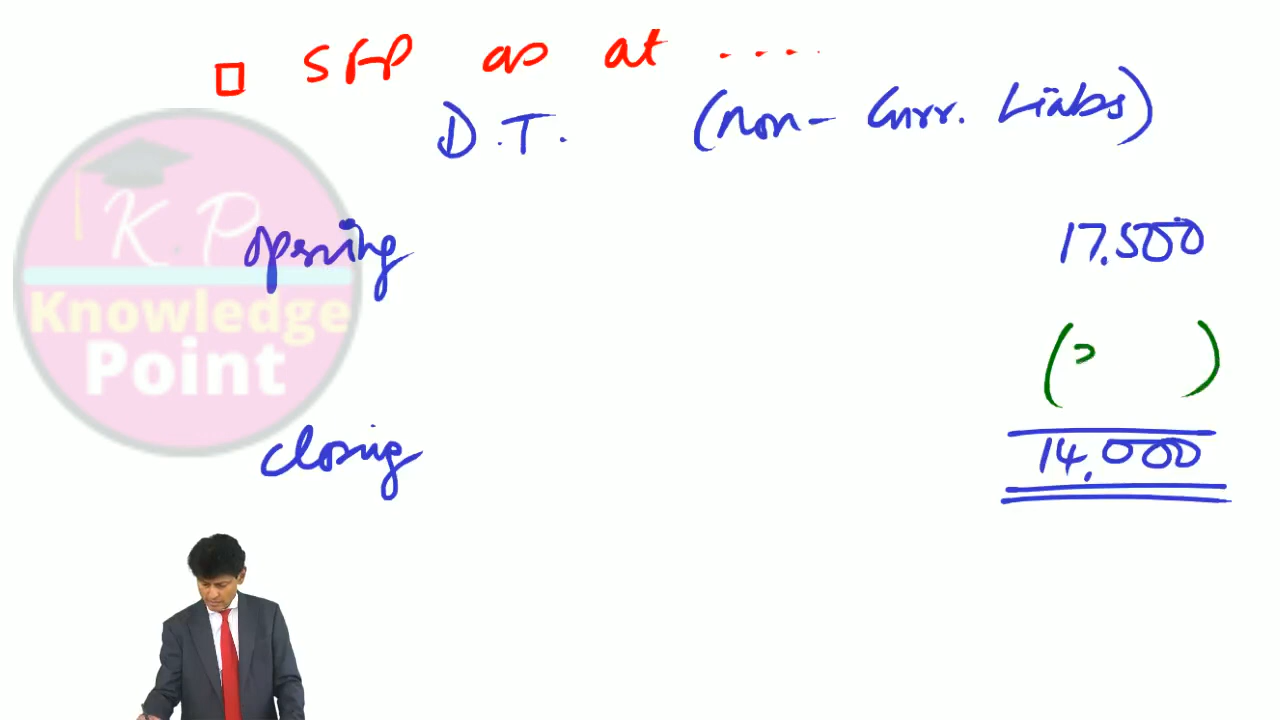 □ SFP as at ....
D.T. (non-Curr. Liabs)
K.P
Knowledge
Point
opening 17,500
( )
closing 14,000